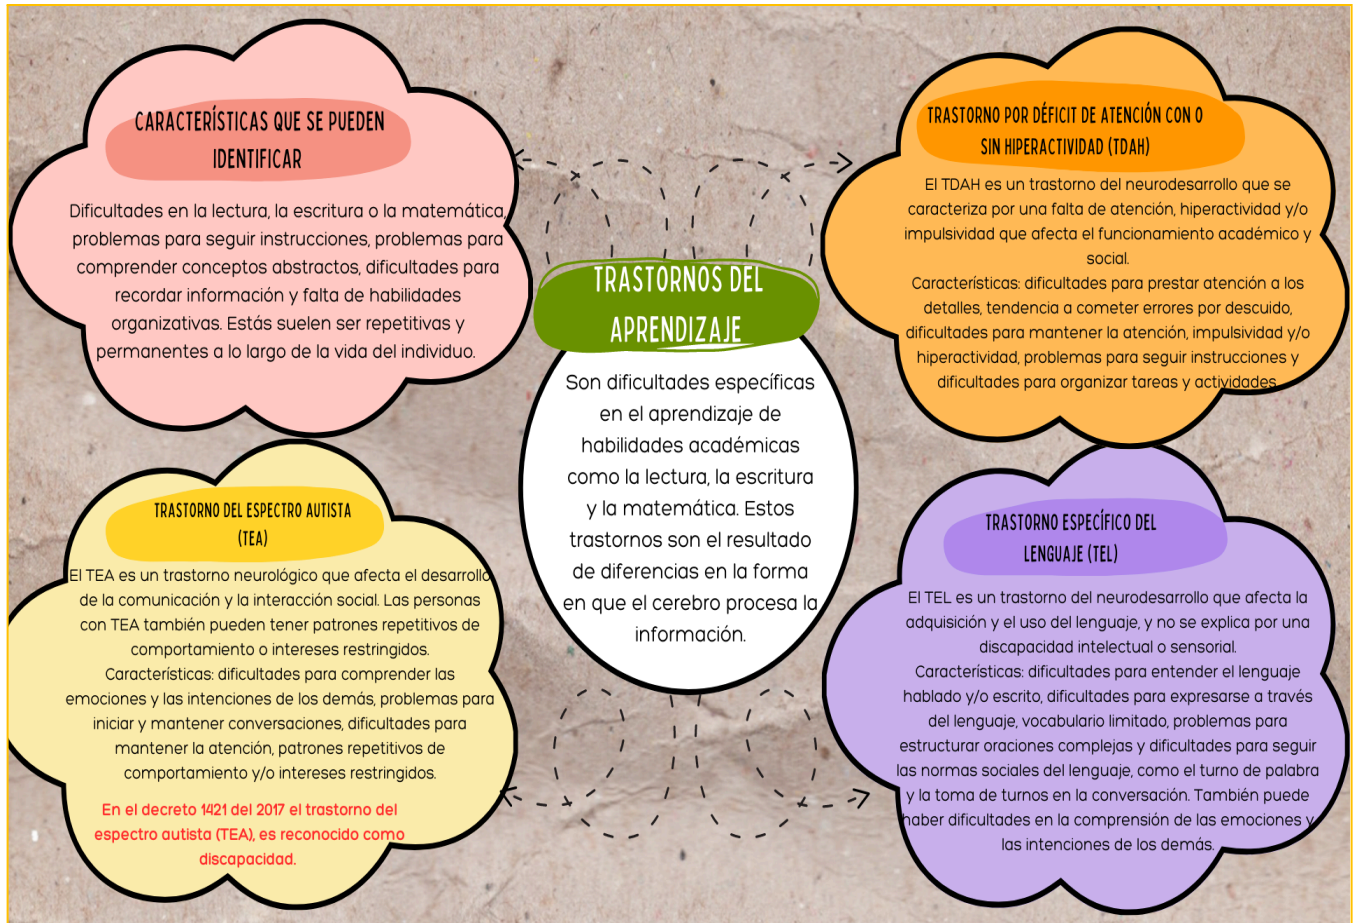 CARACTERÍSTICAS QUE SE PUEDEN
IDENTIFICAR
Dificultades en la lectura, la escritura o la matemática,
problemas para seguir instrucciones, problemas para
comprender conceptos abstractos, dificultades para
recordar información y falta de habilidades
organizativas. Estás suelen ser repetitivas y
permanentes a lo largo de la vida del individuo.
TRASTORNO POR DÉFICIT DE ATENCIÓN CON O
SIN HIPERACTIVIDAD (TDAH)
El TDAH es un trastorno del neurodesarrollo que se
caracteriza por una falta de atención, hiperactividad y/o
impulsividad que afecta el funcionamiento académico y
social.
Características: dificultades para prestar atención a los
detalles, tendencia a cometer errores por descuido,
dificultades para mantener la atención, impulsividad y/o
hiperactividad, problemas para seguir instrucciones y
dificultades para organizar tareas y actividades.
TRASTORNOS DEL
APRENDIZAJE
Son dificultades específicas
en el aprendizaje de
habilidades académicas
como la lectura, la escritura
y la matemática. Estos
trastornos son el resultado
de diferencias en la forma
en que el cerebro procesa la
información.
TRASTORNO DEL ESPECTRO AUTISTA
(TEA)
El TEA es un trastorno neurológico que afecta el desarrollo
de la comunicación y la interacción social. Las personas
con TEA también pueden tener patrones repetitivos de
comportamiento o intereses restringidos.
Características: dificultades para comprender las
emociones y las intenciones de los demás, problemas para
iniciar y mantener conversaciones, dificultades para
mantener la atención, patrones repetitivos de
comportamiento y/o intereses restringidos.
En el decreto 1421 del 2017 el trastorno del
espectro autista (TEA), es reconocido como
discapacidad.
TRASTORNO ESPECÍFICO DEL
LENGUAJE (TEL)
El TEL es un trastorno del neurodesarrollo que afecta la
adquisición y el uso del lenguaje, y no se explica por una
discapacidad intelectual o sensorial.
Características: dificultades para entender el lenguaje
hablado y/o escrito, dificultades para expresarse a través
del lenguaje, vocabulario limitado, problemas para
estructurar oraciones complejas y dificultades para seguir
las normas sociales del lenguaje, como el turno de palabra
y la toma de turnos en la conversación. También puede
haber dificultades en la comprensión de las emociones y
las intenciones de los demás.